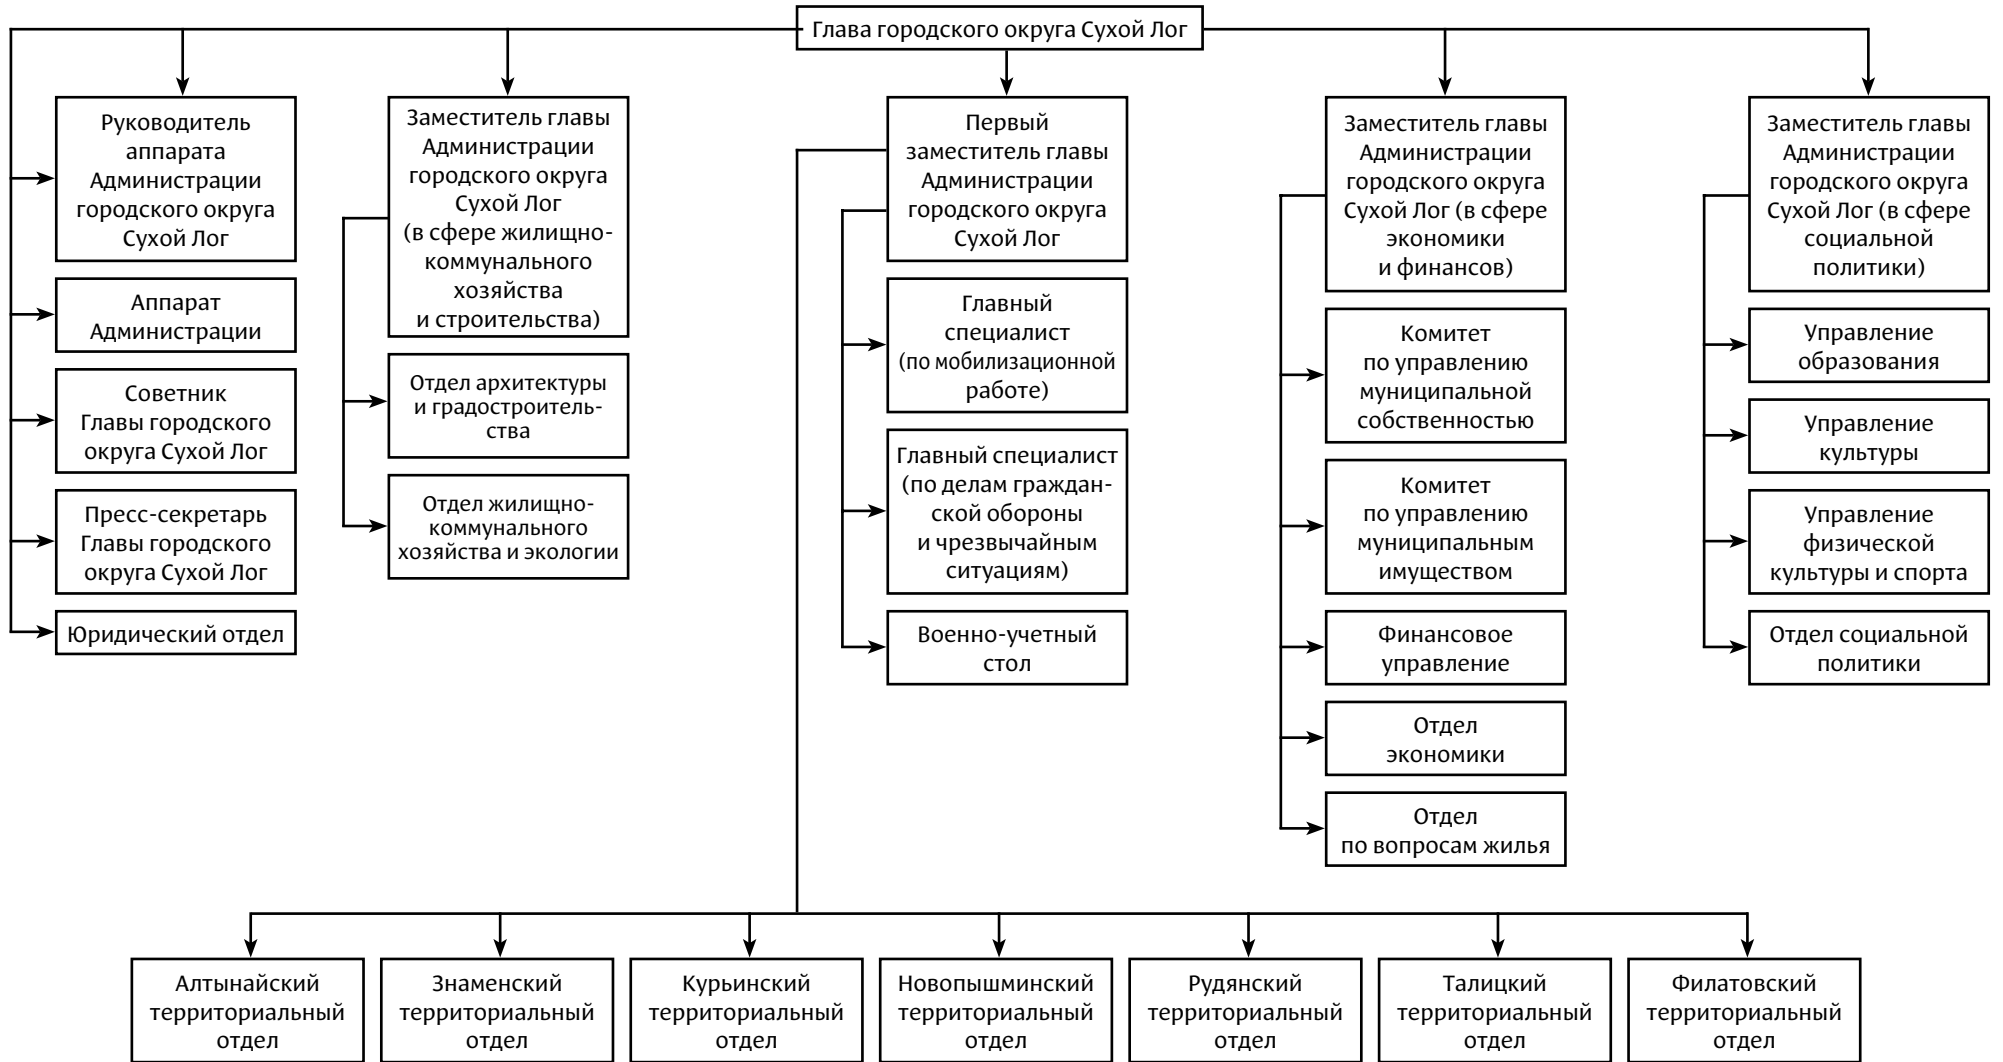 Глава городского округа Сухой Лог
Руководитель
аппарата
Администрации
городского округа
Сухой Лог
Аппарат
Администрации
Советник
Главы городского
округа Сухой Лог
Пресс-секретарь
Главы городского
округа Сухой Лог
Юридический отдел
Заместитель главы
Администрации
городского округа
Сухой Лог
(в сфере жилищно-
коммунального
хозяйства
и строительства)
Отдел архитектуры
и градостроитель-
ства
Отдел жилищно-
коммунального
хозяйства и экологии
Первый
заместитель главы
Администрации
городского округа
Сухой Лог
Главный
специалист
(по мобилизационной
работе)
Главный специалист
(по делам граждан-
ской обороны
и чрезвычайным
ситуациям)
Военно-учетный
стол
Заместитель главы
Администрации
городского округа
Сухой Лог (в сфере
экономики
и финансов)
Комитет
по управлению
муниципальной
собственностью
Комитет
по управлению
муниципальным
имуществом
Финансовое
управление
Отдел
экономики
Отдел
по вопросам жилья
Заместитель главы
Администрации
городского округа
Сухой Лог (в сфере
социальной
политики)
Управление
образования
Управление
культуры
Управление
физической
культуры и спорта
Отдел социальной
политики
Алтынайский
территориальный
отдел
Знаменский
территориальный
отдел
Курьинский
территориальный
отдел
Новопышминский
территориальный
отдел
Рудянский
территориальный
отдел
Талицкий
территориальный
отдел
Филатовский
территориальный
отдел